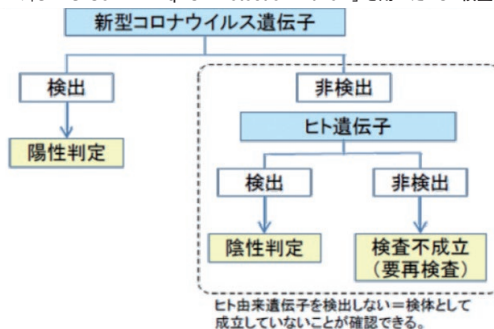 新型コロナウイルス遺伝子
検出
非検出
陽性判定
ヒト遺伝子
検出
非検出
陰性判定
検査不成立
(要再検査)
ヒト由来遺伝子を検出しない=検体として
成立していないことが確認できる。